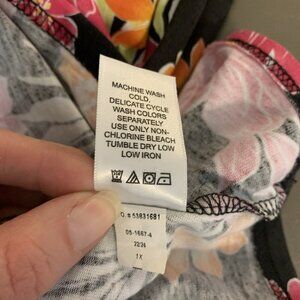 MACHINE WASH
COLD,
DELICATE CYCLE
WASH COLORS
SEPARATELY
USE ONLY NON-
CHLORINE BLEACH
TUMBLE DRY LOW
LOW IRON
O. # 53831681
05-1667-4
22/24
1X